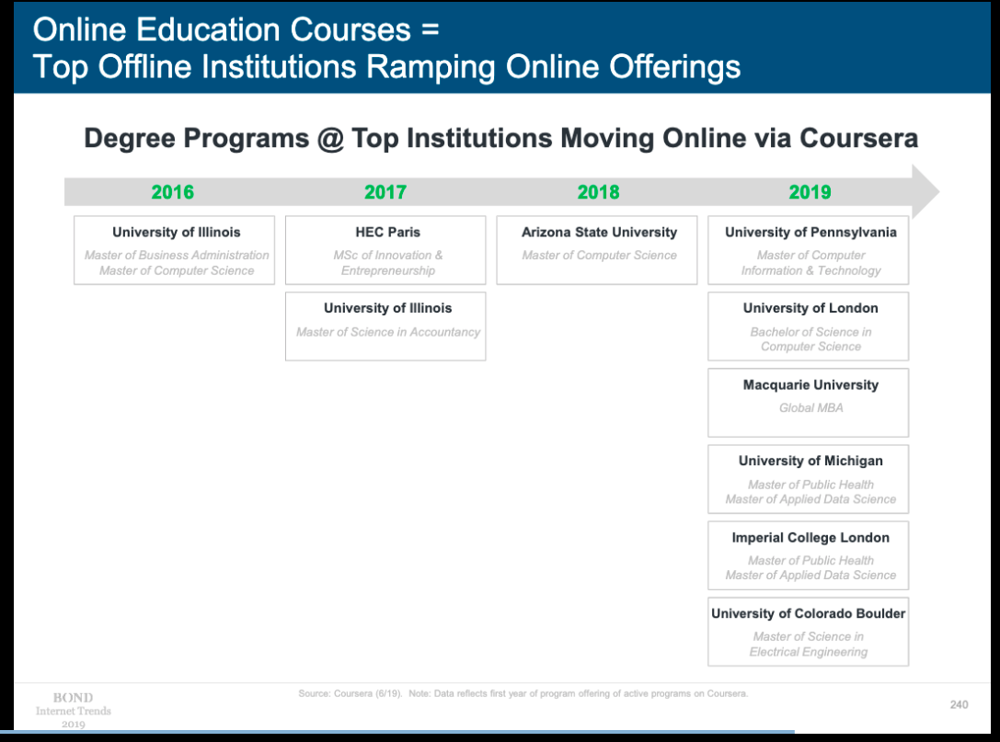 Online Education Courses =
Top Offline Institutions Ramping Online Offerings
Degree Programs @ Top Institutions Moving Online via Coursera
2016
2017
2018
2019
University of Illinois
Master of Business Administration
Master of Computer Science
HEC Paris
MSc of Innovation &
Entrepreneurship
University of Illinois
Master of Science in Accountancy
Arizona State University
Master of Computer Science
University of Pennsylvania
Master of Computer
Information & Technology
University of London
Bachelor of Science in
Computer Science
Macquarie University
Global MBA
University of Michigan
Master of Public Health
Master of Applied Data Science
Imperial College London
Master of Public Health
Master of Applied Data Science
University of Colorado Boulder
Master of Science in
Electrical Engineering
BOND
Internet Trends
2019
Source: Coursera (6/19). Note: Data reflects first year of program offering of active programs on Coursera.
240